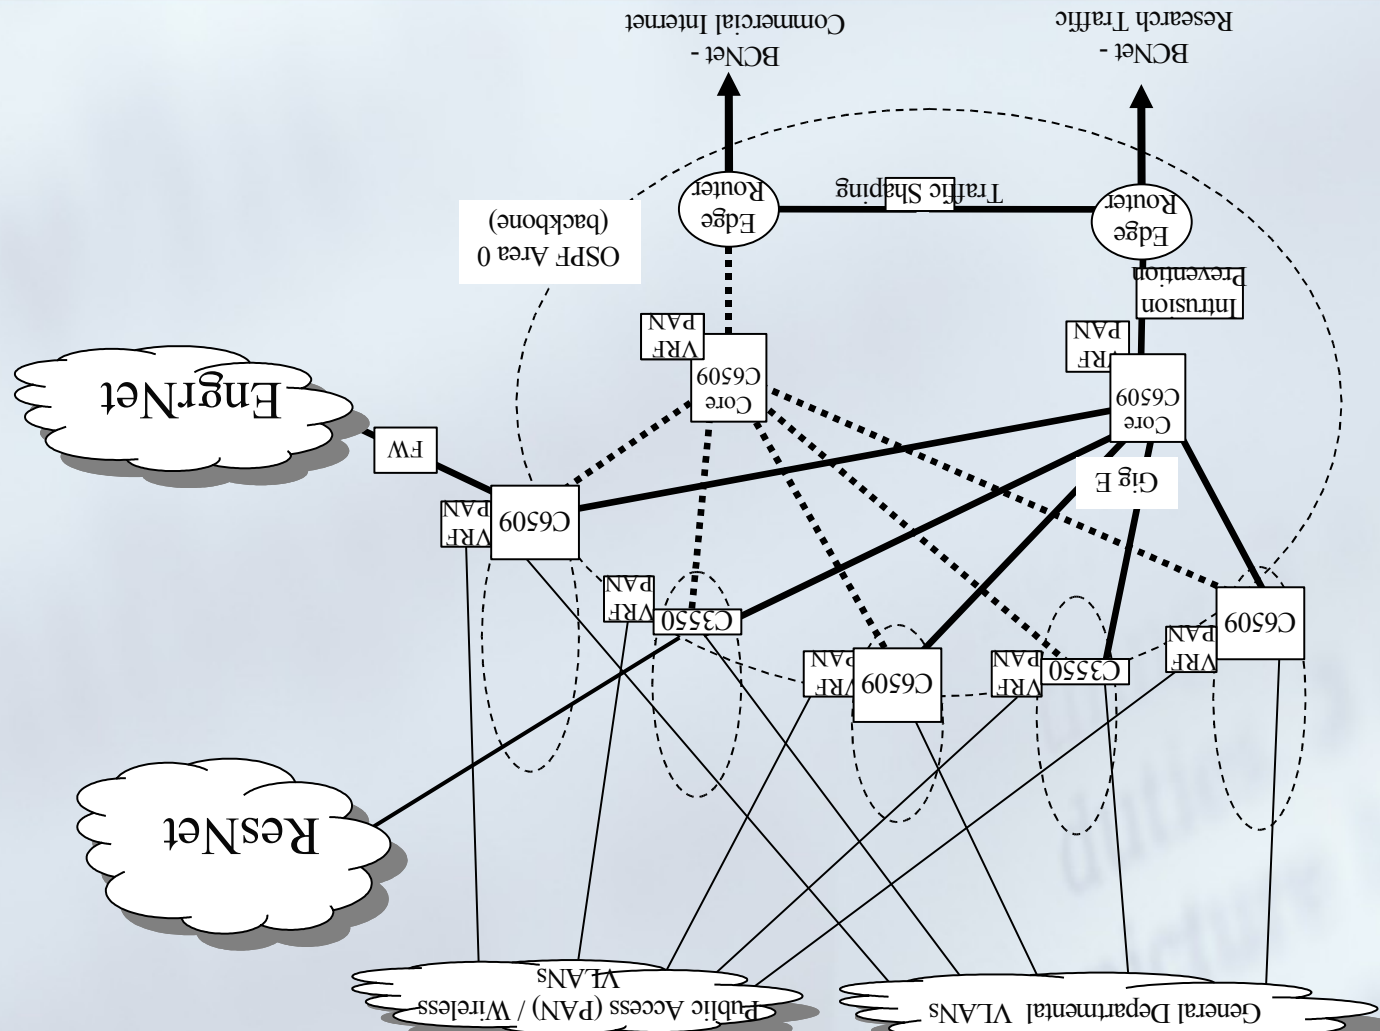 General Departmental VLANs
Public Access (PAN) / Wireless
VLANs
ResNet
C6509
VRF
PAN
C3550
VRF
PAN
C6509
VRF
PAN
C3550
VRF
PAN
C6509
VRF
PAN
FW
EngrNet
Gig E
Core
C6509
VRF
PAN
Core
C6509
VRF
PAN
Intrusion
Prevention
OSPF Area 0
(backbone)
Edge
Router
Traffic Shaping
Edge
Router
BCNet -
Research Traffic
BCNet -
Commercial Internet